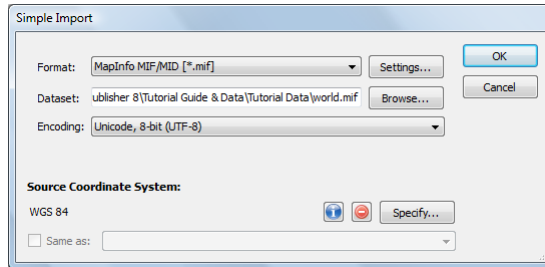 Simple Import
Format: MapInfo MIF/MID [*.mif] Settings... OK
Dataset: ublisher 8\Tutorial Guide & Data\Tutorial Data\world.mif Browse... Cancel
Encoding: Unicode, 8-bit (UTF-8)
Source Coordinate System:
WGS 84 Specify...
Same as: